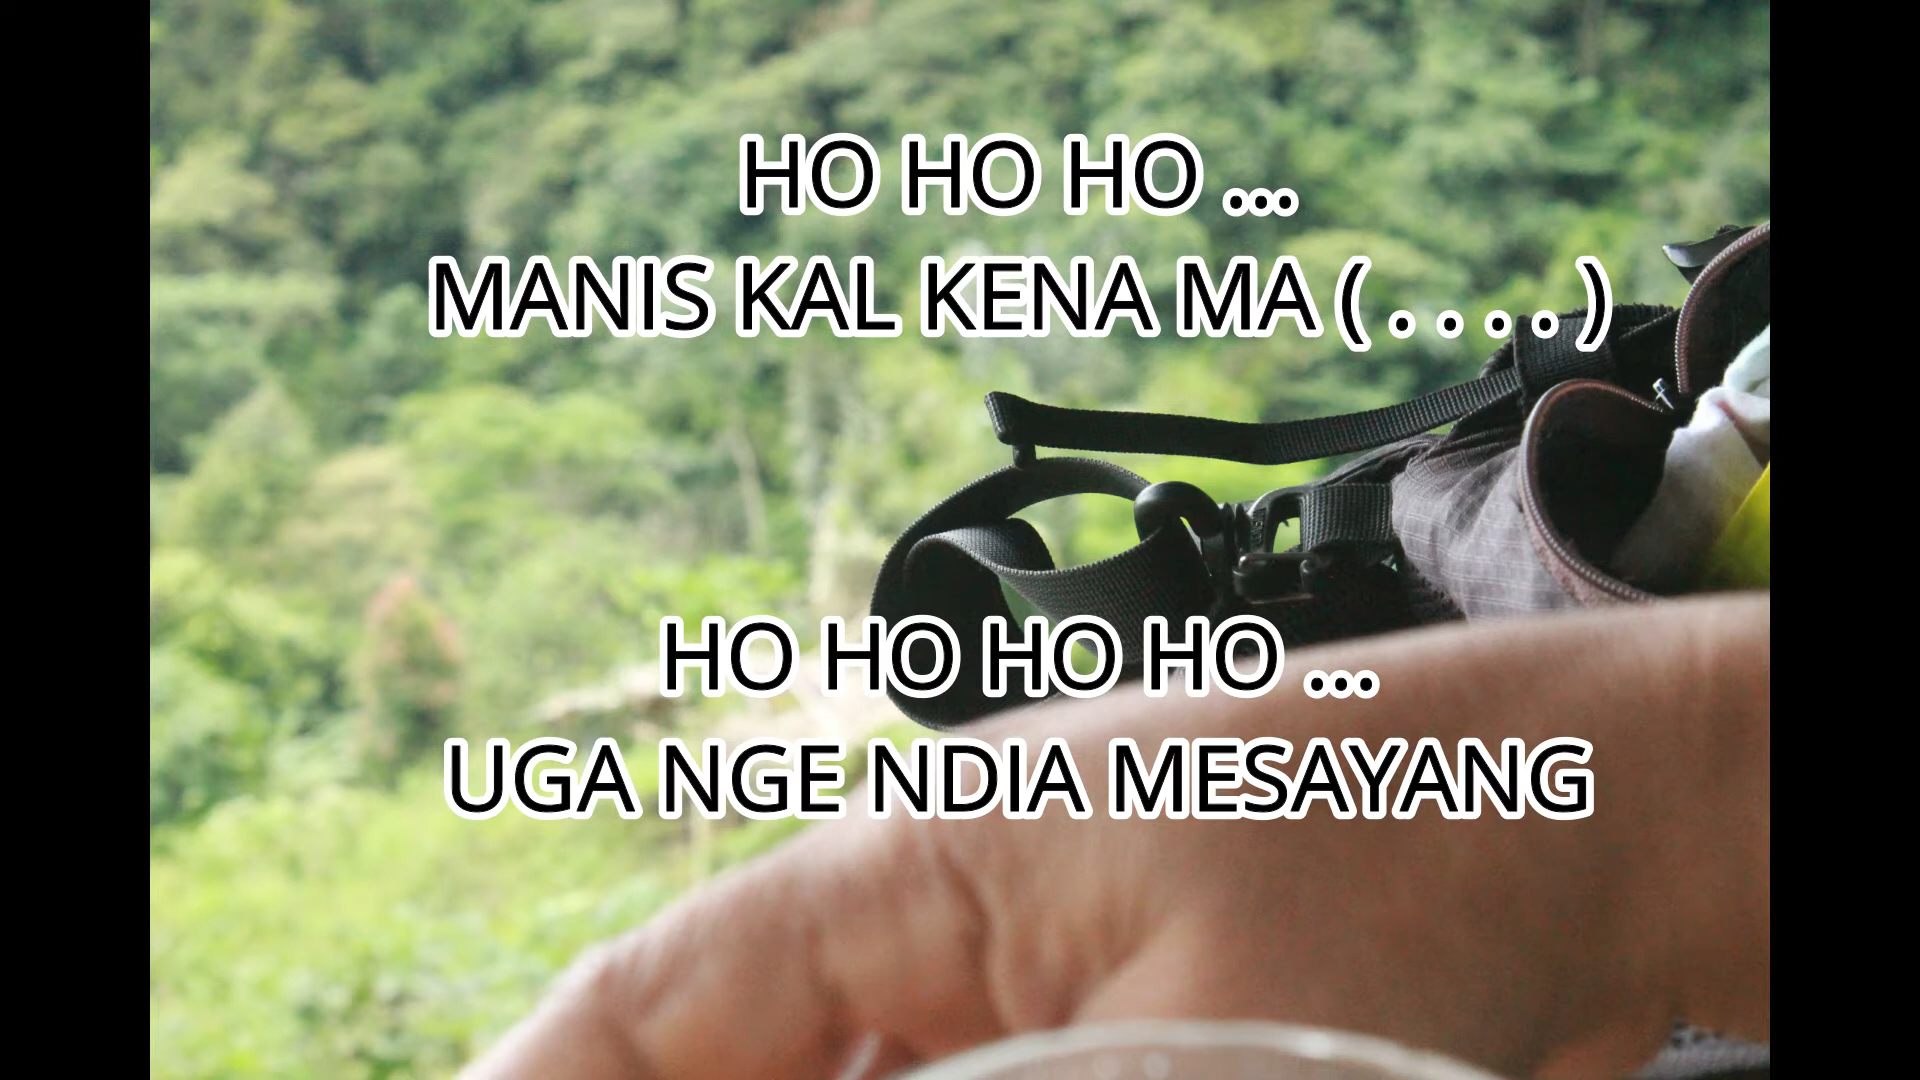 HO HO HO ...
MANIS KAL KENA MA ( . . . . )
HO HO HO HO ...
UGA NGE NDIA MESAYANG